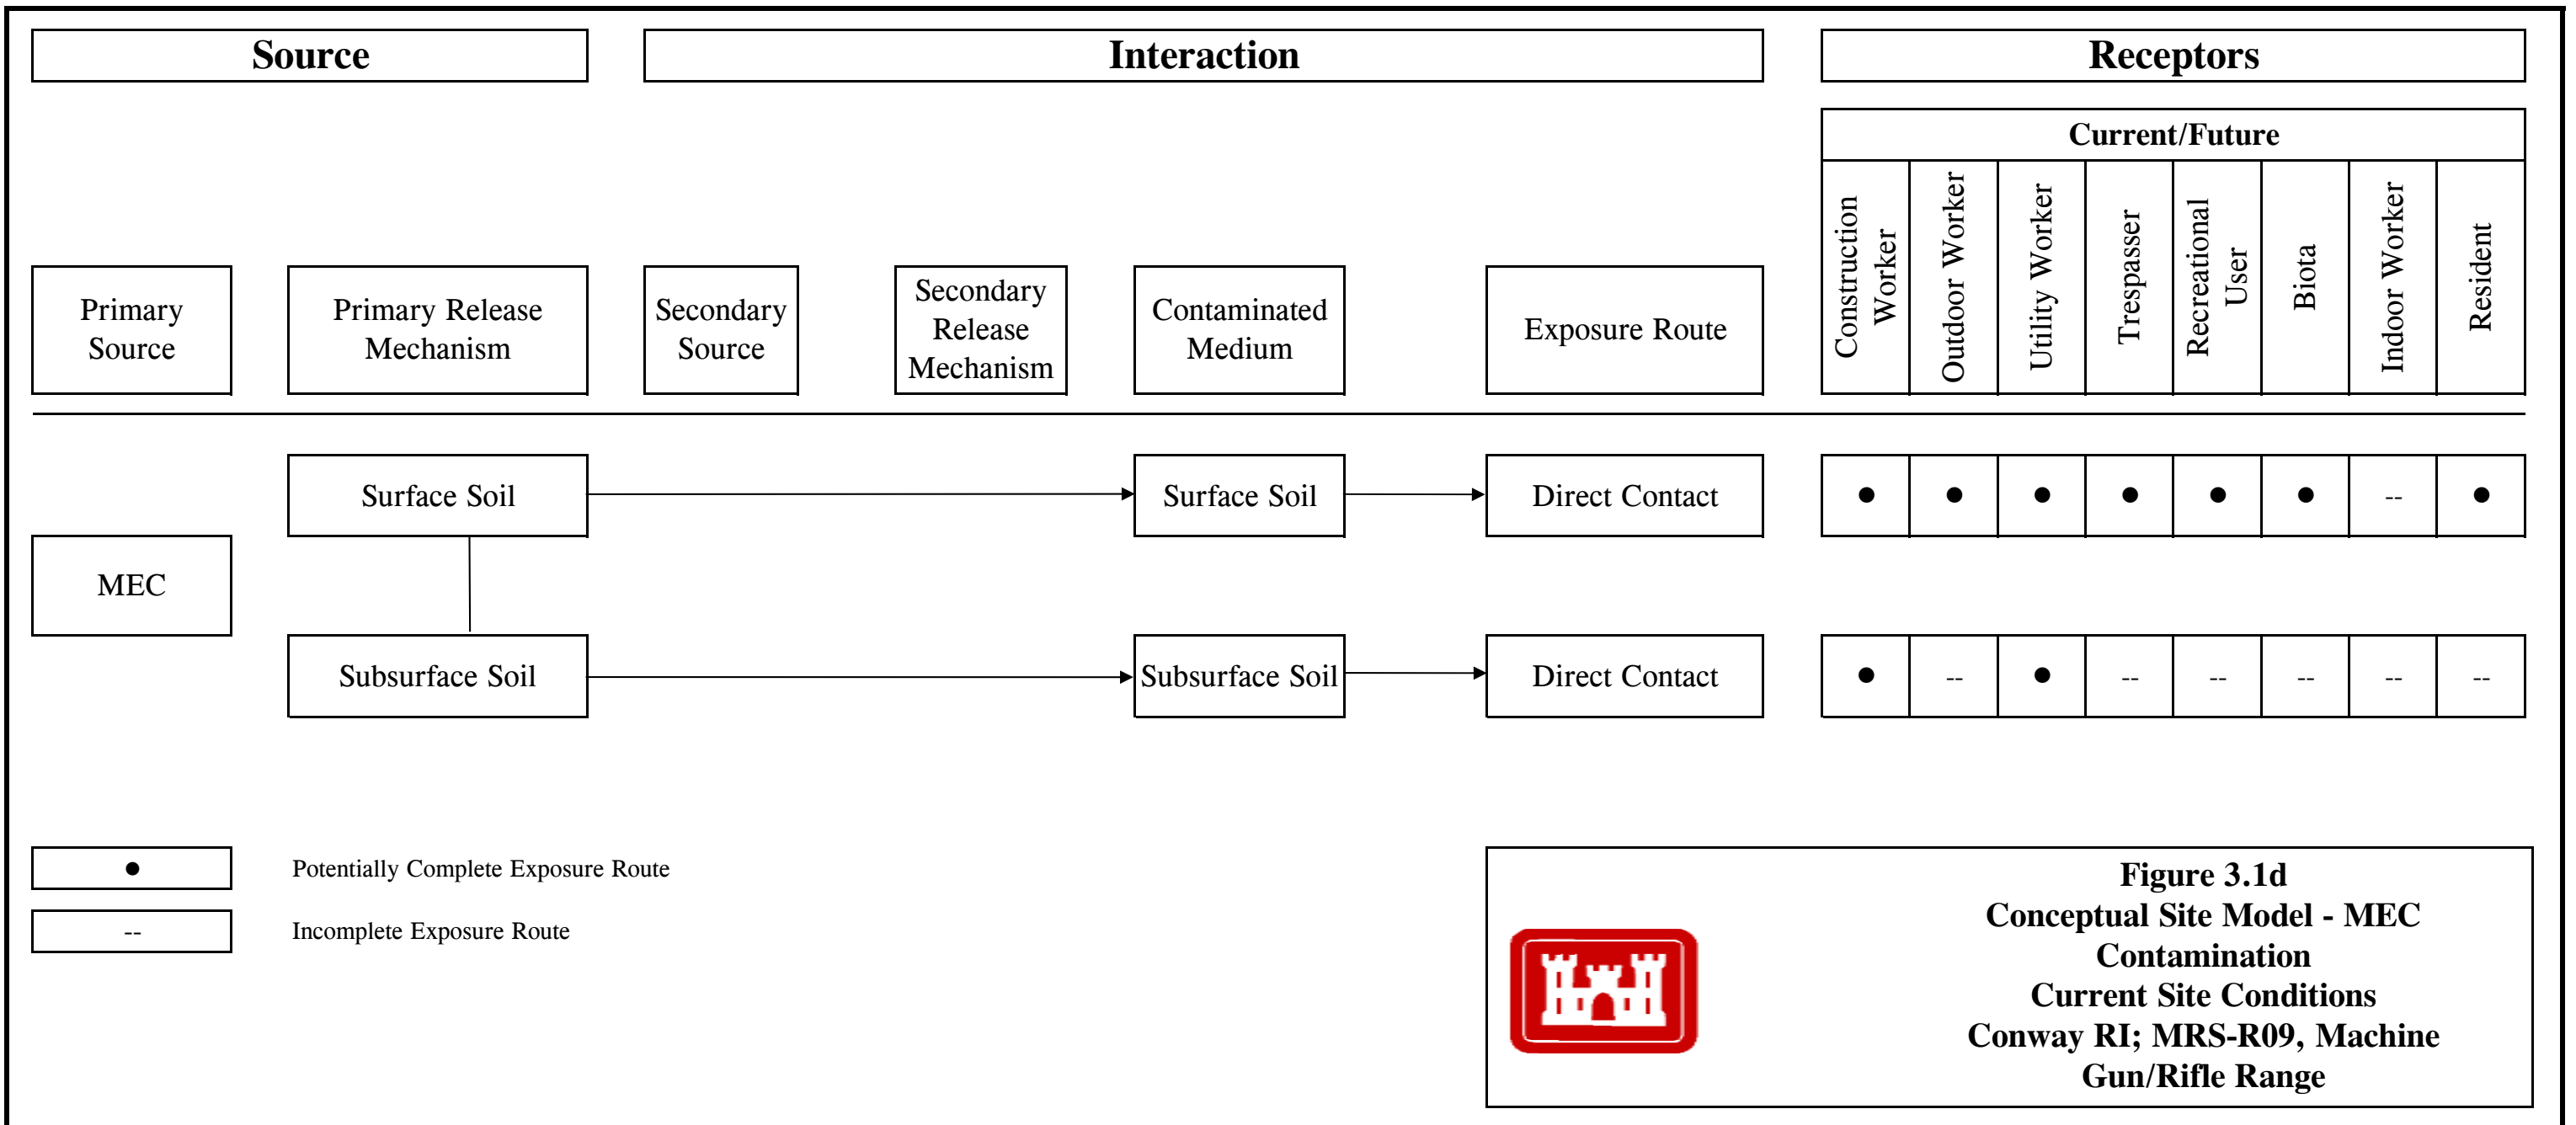 Source
Interaction
Receptors
Current/Future
Construction
Worker
Outdoor Worker
Utility Worker
Trespasser
Recreational
User
Biota
Indoor Worker
Resident
Primary
Source
Primary Release
Mechanism
Secondary
Source
Secondary
Release
Mechanism
Contaminated
Medium
Exposure Route
MEC
Surface Soil
Surface Soil
Direct Contact
● ● ● ● ● ● -- ●
Subsurface Soil
Subsurface Soil
Direct Contact
● -- ● -- -- -- -- --
● Potentially Complete Exposure Route
-- Incomplete Exposure Route
Figure 3.1d
Conceptual Site Model - MEC
Contamination
Current Site Conditions
Conway RI; MRS-R09, Machine
Gun/Rifle Range